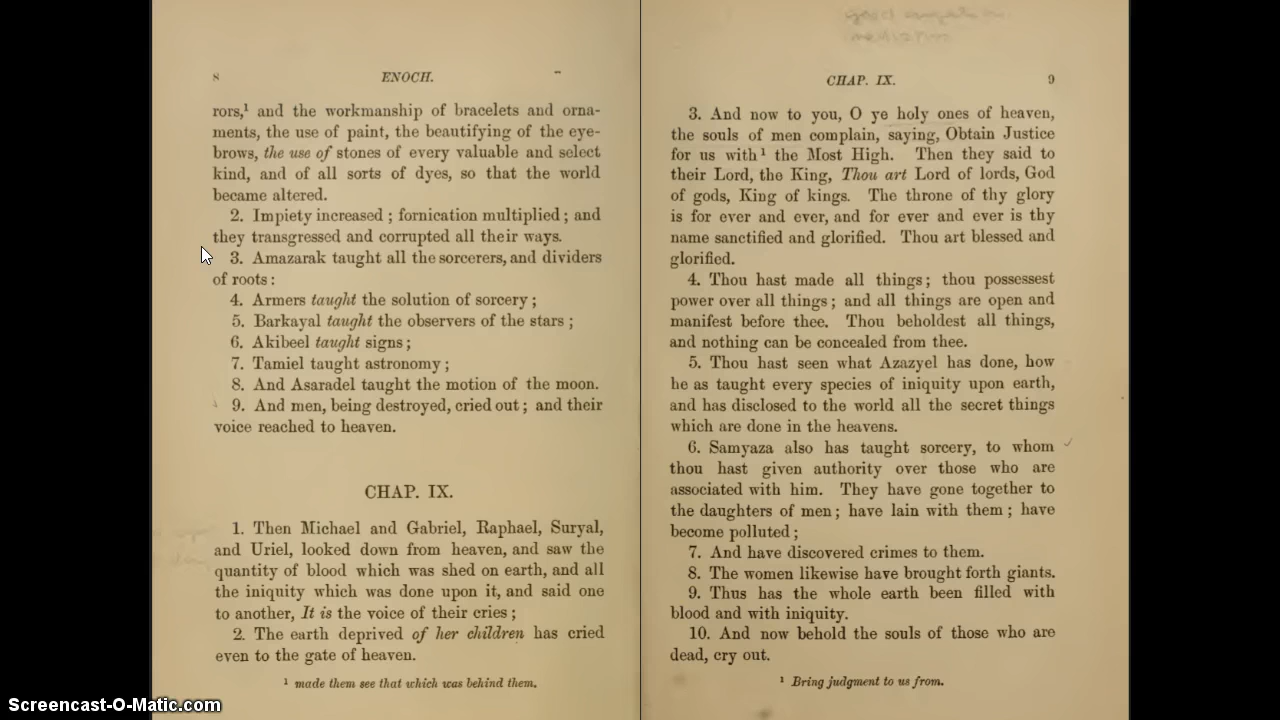 8 ENOCH.
rors,¹ and the workmanship of bracelets and orna-
ments, the use of paint, the beautifying of the eye-
brows, the use of stones of every valuable and select
kind, and of all sorts of dyes, so that the world
became altered.
2. Impiety increased ; fornication multiplied ; and
they transgressed and corrupted all their ways.
3. Amazarak taught all the sorcerers, and dividers
of roots :
4. Armers taught the solution of sorcery ;
5. Barkayal taught the observers of the stars ;
6. Akibeel taught signs ;
7. Tamiel taught astronomy ;
8. And Asaradel taught the motion of the moon.
9. And men, being destroyed, cried out ; and their
voice reached to heaven.
CHAP. IX.
1. Then Michael and Gabriel, Raphael, Suryal,
and Uriel, looked down from heaven, and saw the
quantity of blood which was shed on earth, and all
the iniquity which was done upon it, and said one
to another, It is the voice of their cries ;
2. The earth deprived of her children has cried
even to the gate of heaven.
¹ made them see that which was behind them.
CHAP. IX. 9
3. And now to you, O ye holy ones of heaven,
the souls of men complain, saying, Obtain Justice
for us with¹ the Most High. Then they said to
their Lord, the King, Thou art Lord of lords, God
of gods, King of kings. The throne of thy glory
is for ever and ever, and for ever and ever is thy
name sanctified and glorified. Thou art blessed and
glorified.
4. Thou hast made all things ; thou possessest
power over all things ; and all things are open and
manifest before thee. Thou beholdest all things,
and nothing can be concealed from thee.
5. Thou hast seen what Azazyel has done, how
he as taught every species of iniquity upon earth,
and has disclosed to the world all the secret things
which are done in the heavens.
6. Samyaza also has taught sorcery, to whom
thou hast given authority over those who are
associated with him. They have gone together to
the daughters of men ; have lain with them ; have
become polluted ;
7. And have discovered crimes to them.
8. The women likewise have brought forth giants.
9. Thus has the whole earth been filled with
blood and with iniquity.
10. And now behold the souls of those who are
dead, cry out.
¹ Bring judgment to us from.
Screencast-O-Matic.com